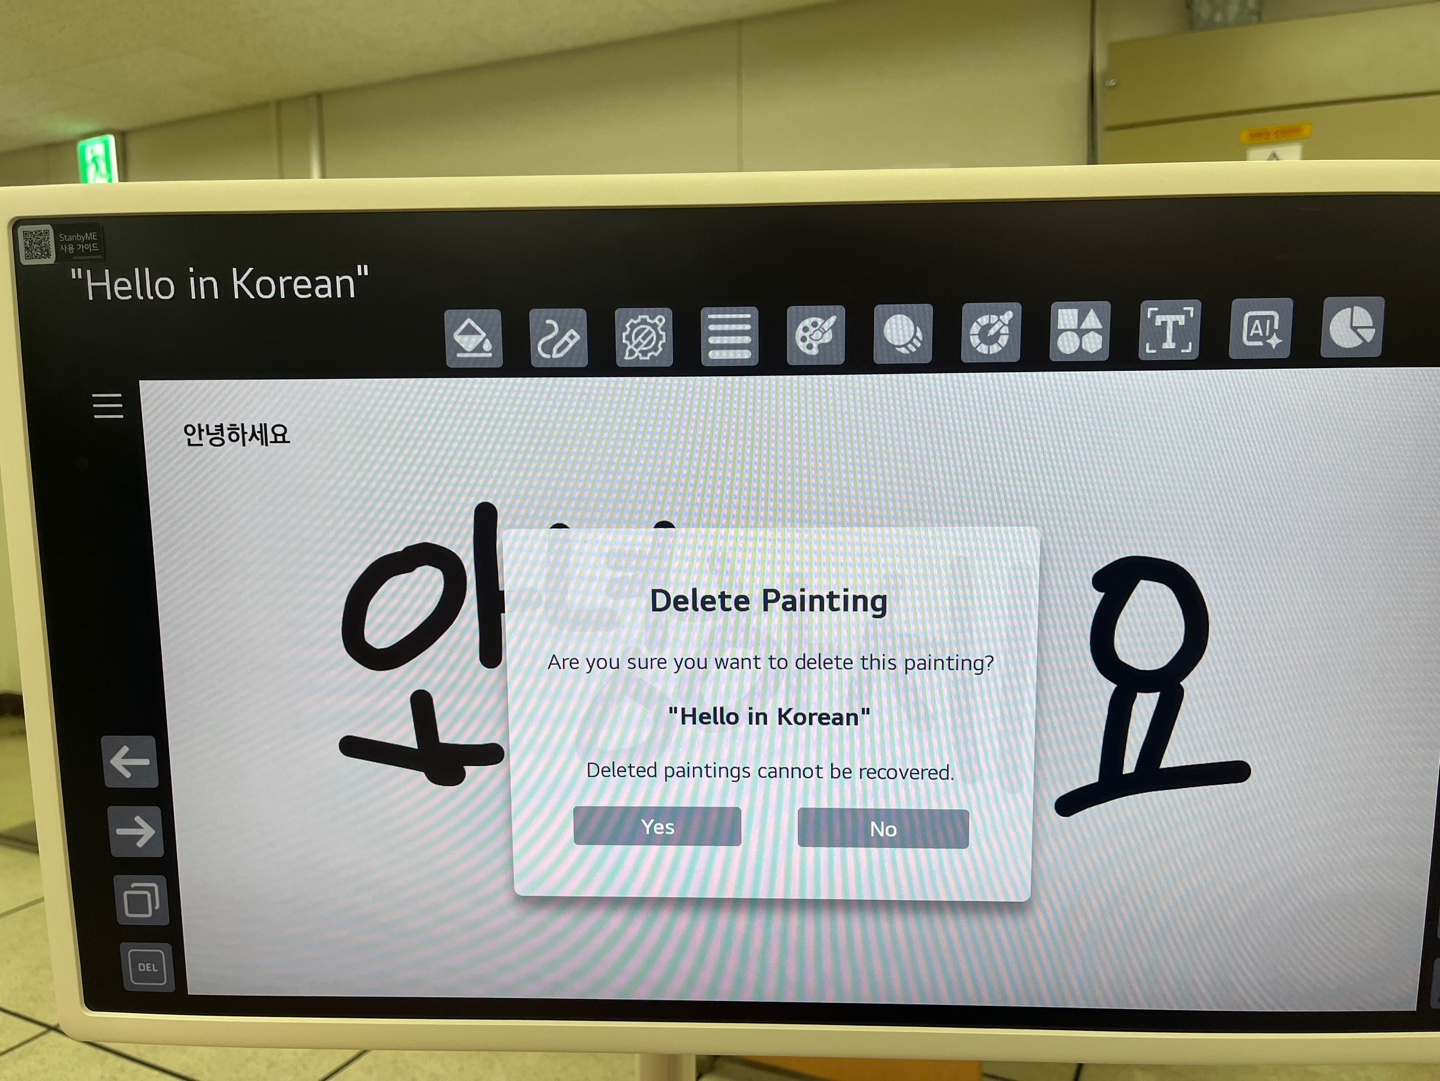 StanbyME
사용 가이드
"Hello in Korean"
T
AI
안녕하세요
요
Delete Painting
Are you sure you want to delete this painting?
"Hello in Korean"
Deleted paintings cannot be recovered.
Yes
No
DEL